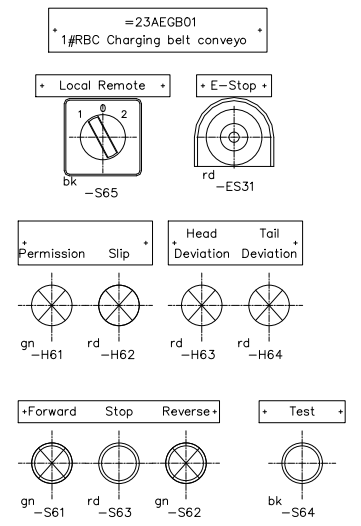 =23AEGB01
1#RBC Charging belt conveyo
+ Local Remote +
+ E-Stop +
1 0 2
bk
-S65
rd
-ES31
Permission Slip
Head Tail
Deviation Deviation
gn rd rd rd
-H61 -H62 -H63 -H64
+Forward Stop Reverse+
+ Test +
gn rd gn bk
-S61 -S63 -S62 -S64